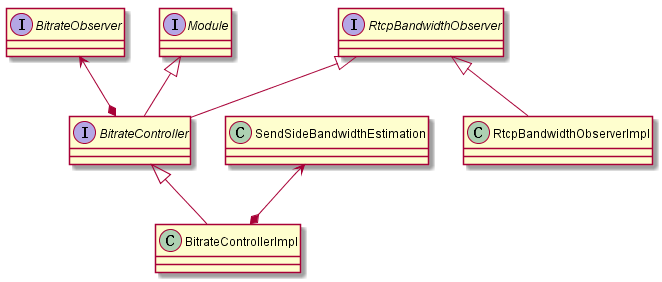 I BitrateObserver
I Module
I RtcpBandwidthObserver
I BitrateController
C SendSideBandwidthEstimation
C RtcpBandwidthObserverImpl
C BitrateControllerImpl